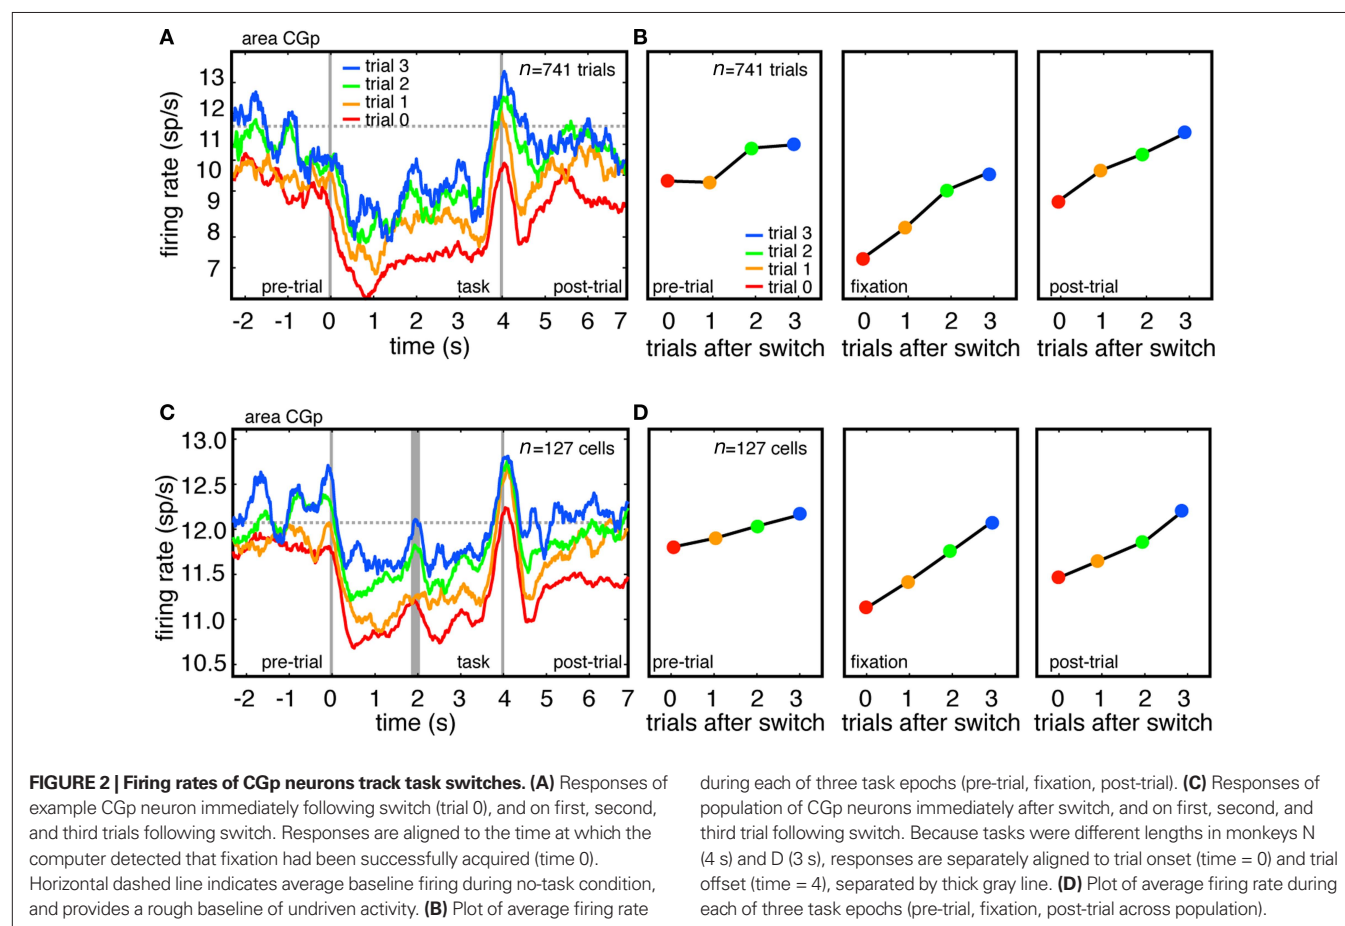 A
area CGp
firing rate (sp/s)
13
12
11
10
9
8
7
trial 3
trial 2
trial 1
trial 0
n=741 trials
pre-trial
task
post-trial
-2 -1 0 1 2 3 4 5 6 7
time (s)
B
n=741 trials
trial 3
trial 2
trial 1
trial 0
pre-trial
0 1 2 3
trials after switch
fixation
0 1 2 3
trials after switch
post-trial
0 1 2 3
trials after switch
C
area CGp
firing rate (sp/s)
13.0
12.5
12.0
11.5
11.0
10.5
n=127 cells
pre-trial
task
post-trial
-2 -1 0 1 2 3 4 5 6 7
time (s)
D
n=127 cells
pre-trial
0 1 2 3
trials after switch
fixation
0 1 2 3
trials after switch
post-trial
0 1 2 3
trials after switch
FIGURE 2 | Firing rates of CGp neurons track task switches. (A) Responses of
example CGp neuron immediately following switch (trial 0), and on first, second,
and third trials following switch. Responses are aligned to the time at which the
computer detected that fixation had been successfully acquired (time 0).
Horizontal dashed line indicates average baseline firing during no-task condition,
and provides a rough baseline of undriven activity. (B) Plot of average firing rate
during each of three task epochs (pre-trial, fixation, post-trial). (C) Responses of
population of CGp neurons immediately after switch, and on first, second, and
third trial following switch. Because tasks were different lengths in monkeys N
(4 s) and D (3 s), responses are separately aligned to trial onset (time = 0) and trial
offset (time = 4), separated by thick gray line. (D) Plot of average firing rate during
each of three task epochs (pre-trial, fixation, post-trial across population).